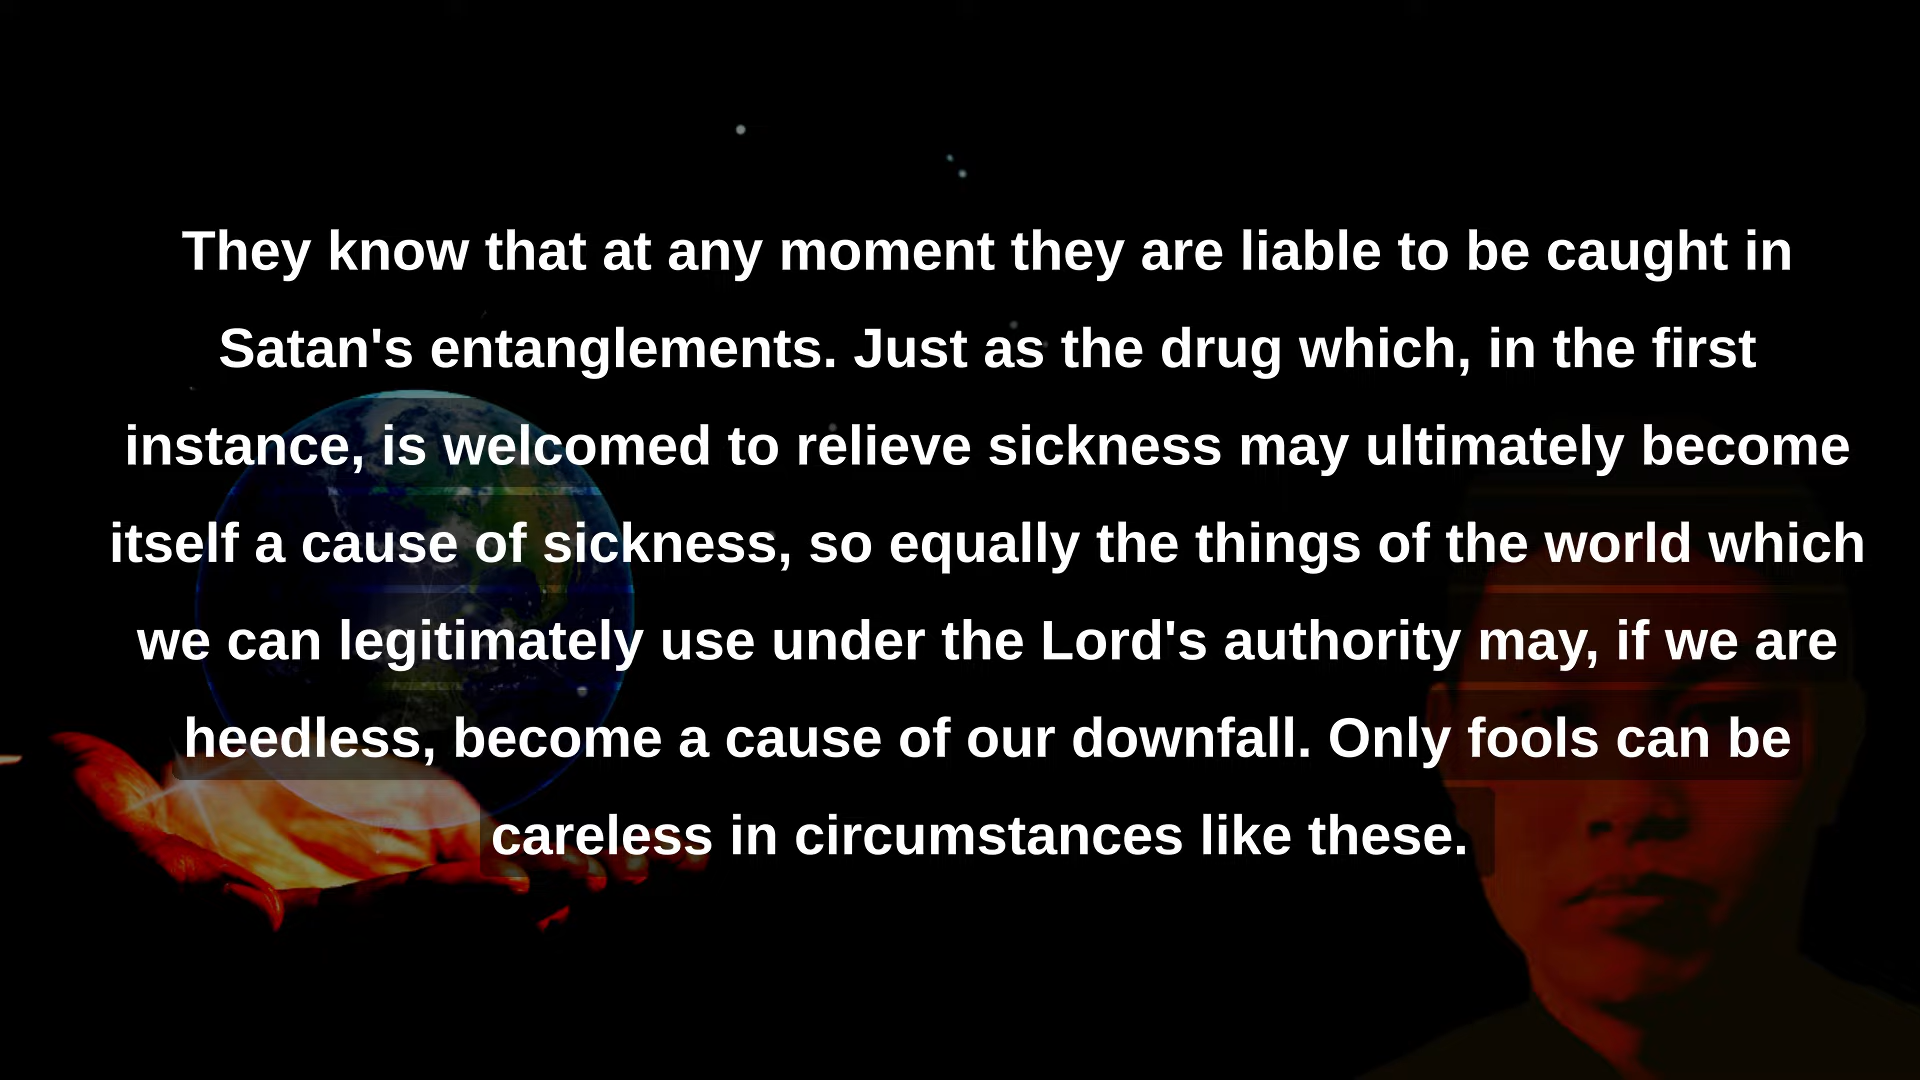 They know that at any moment they are liable to be caught in
Satan's entanglements. Just as the drug which, in the first
instance, is welcomed to relieve sickness may ultimately become
itself a cause of sickness, so equally the things of the world which
we can legitimately use under the Lord's authority may, if we are
heedless, become a cause of our downfall. Only fools can be
careless in circumstances like these.